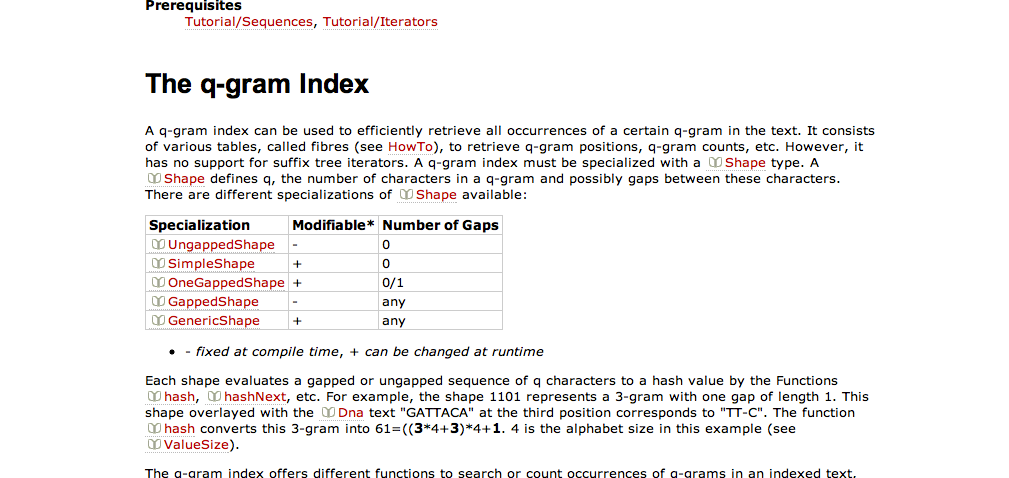 Prerequisites
Tutorial/Sequences, Tutorial/Iterators
The q-gram Index
A q-gram index can be used to efficiently retrieve all occurrences of a certain q-gram in the text. It consists
of various tables, called fibres (see HowTo), to retrieve q-gram positions, q-gram counts, etc. However, it
has no support for suffix tree iterators. A q-gram index must be specialized with a Shape type. A
Shape defines q, the number of characters in a q-gram and possibly gaps between these characters.
There are different specializations of Shape available:
Specialization Modifiable* Number of Gaps
UngappedShape - 0
SimpleShape + 0
OneGappedShape + 0/1
GappedShape - any
GenericShape + any
• - fixed at compile time, + can be changed at runtime
Each shape evaluates a gapped or ungapped sequence of q characters to a hash value by the Functions
hash, hashNext, etc. For example, the shape 1101 represents a 3-gram with one gap of length 1. This
shape overlayed with the Dna text "GATTACA" at the third position corresponds to "TT-C". The function
hash converts this 3-gram into 61=((3*4+3)*4+1. 4 is the alphabet size in this example (see
ValueSize).
The q-gram index offers different functions to search or count occurrences of q-grams in an indexed text,